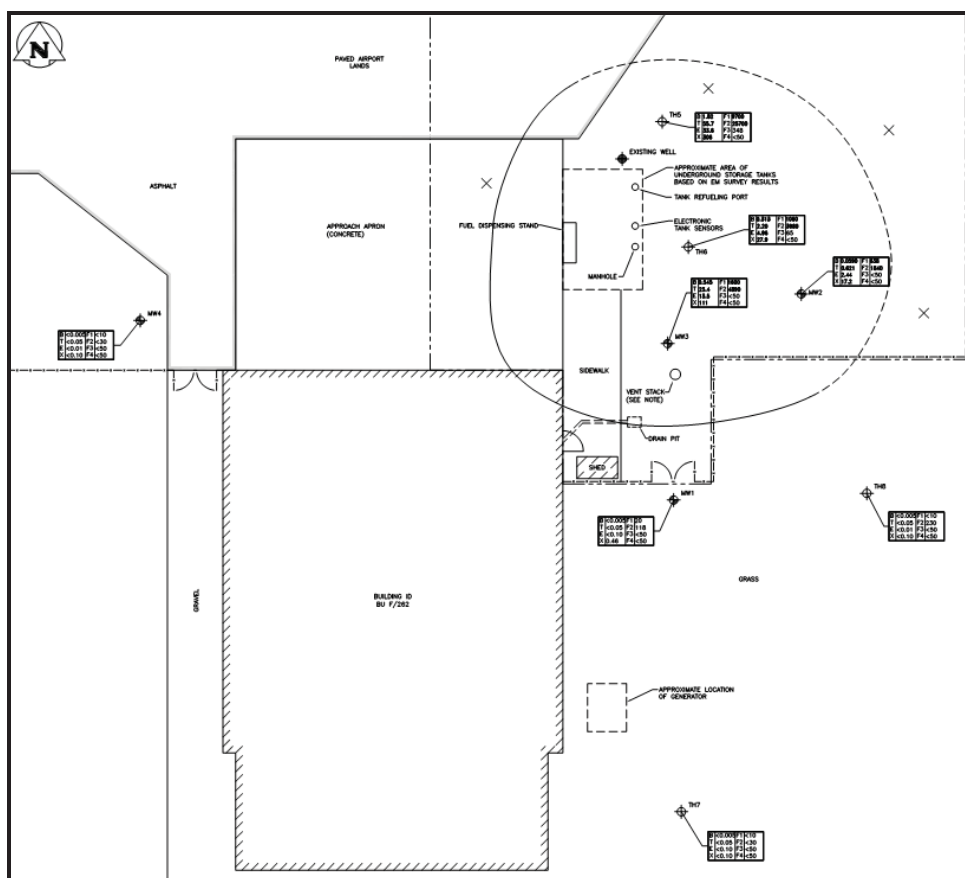 N
PAVED AIRPORT
LANDS
TH5
EXISTING WELL
APPROXIMATE AREA OF
UNDERGROUND STORAGE TANKS
BASED ON EM SURVEY RESULTS
TANK REFUELING PORT
ASPHALT
APPROACH APRON
(CONCRETE)
FUEL DISPENSING STAND
ELECTRONIC
TANK SENSORS
TH6
MANHOLE
MW2
MW4
B <0.005 F1 <10
T <0.05 F2 <30
E <0.01 F3 <50
X <0.10 F4 <50
MW3
SIDEWALK
VENT STACK
(SEE NOTE)
DRAIN PIT
SHED
MW1
B <0.005 F1 20
T <0.05 F2 118
E <0.10 F3 <50
X 0.46 F4 <50
TH8
B <0.005 F1 <10
T <0.05 F2 230
E <0.01 F3 <50
X <0.10 F4 <50
GRASS
GRAVEL
BUILDING ID
BU F/262
APPROXIMATE LOCATION
OF GENERATOR
TH7
B <0.005 F1 <10
T <0.05 F2 <30
E <0.10 F3 <50
X <0.10 F4 <50